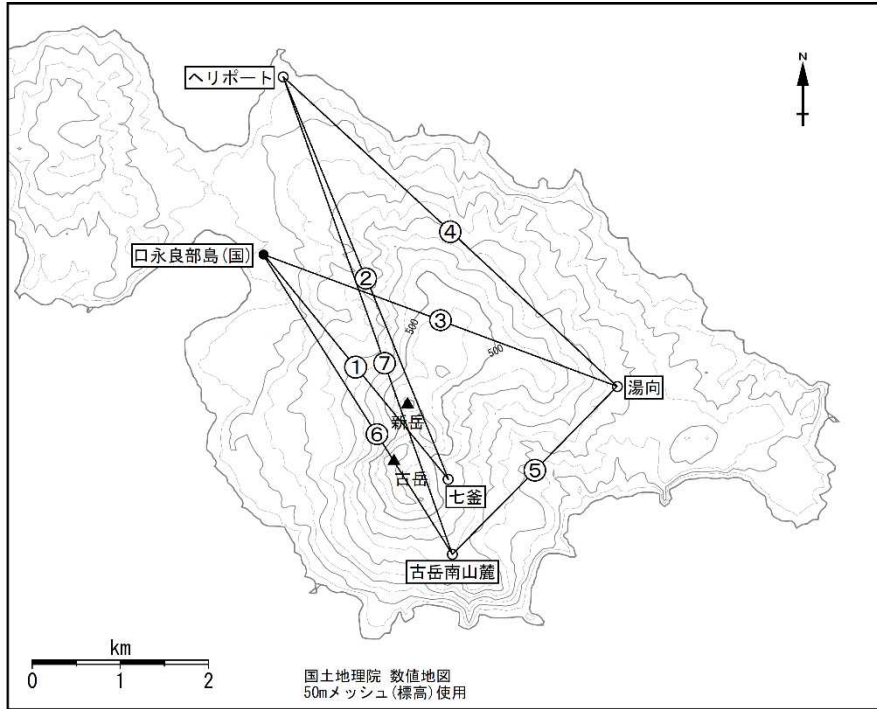 N
ヘリポート
④
口永良部島(国)
②
③
500
500
⑦
①
湯向
新岳
⑥
古岳
⑤
七釜
古岳南山麓
km
0 1 2
国土地理院 数値地図
50mメッシュ(標高)使用